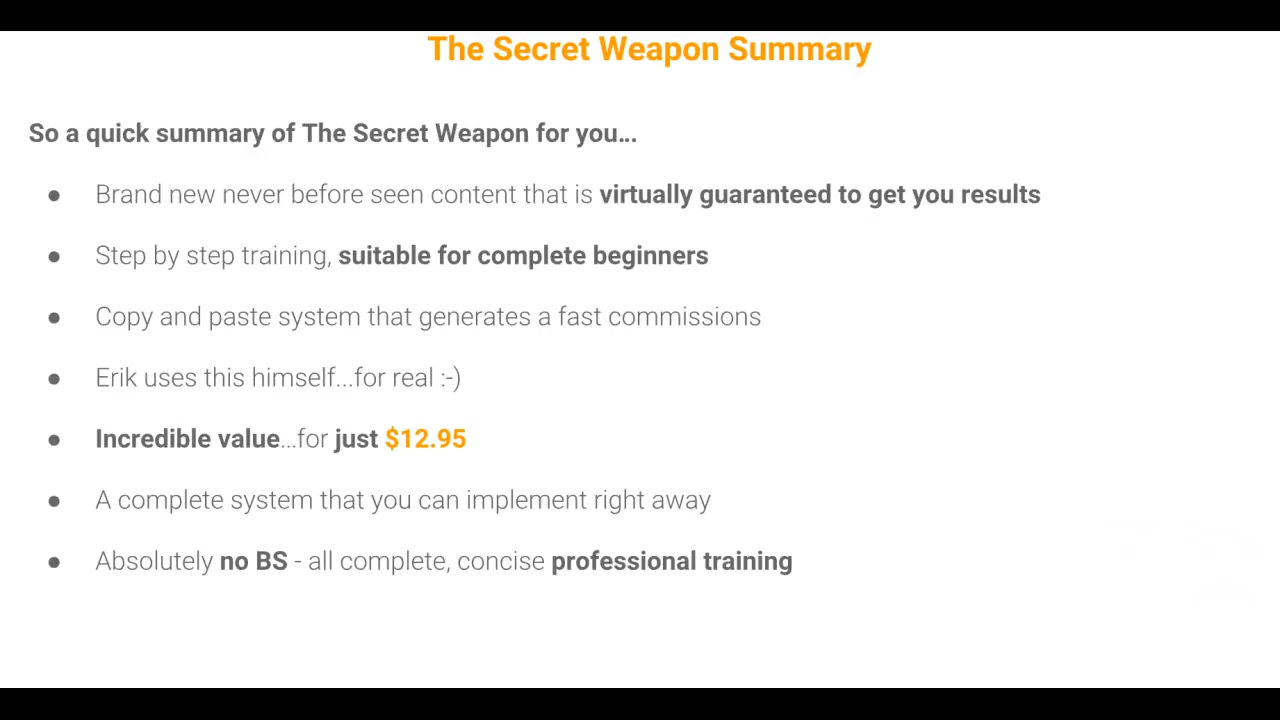 The Secret Weapon Summary
So a quick summary of The Secret Weapon for you...
● Brand new never before seen content that is virtually guaranteed to get you results
● Step by step training, suitable for complete beginners
● Copy and paste system that generates a fast commissions
● Erik uses this himself...for real :-)
● Incredible value...for just $12.95
● A complete system that you can implement right away
● Absolutely no BS - all complete, concise professional training